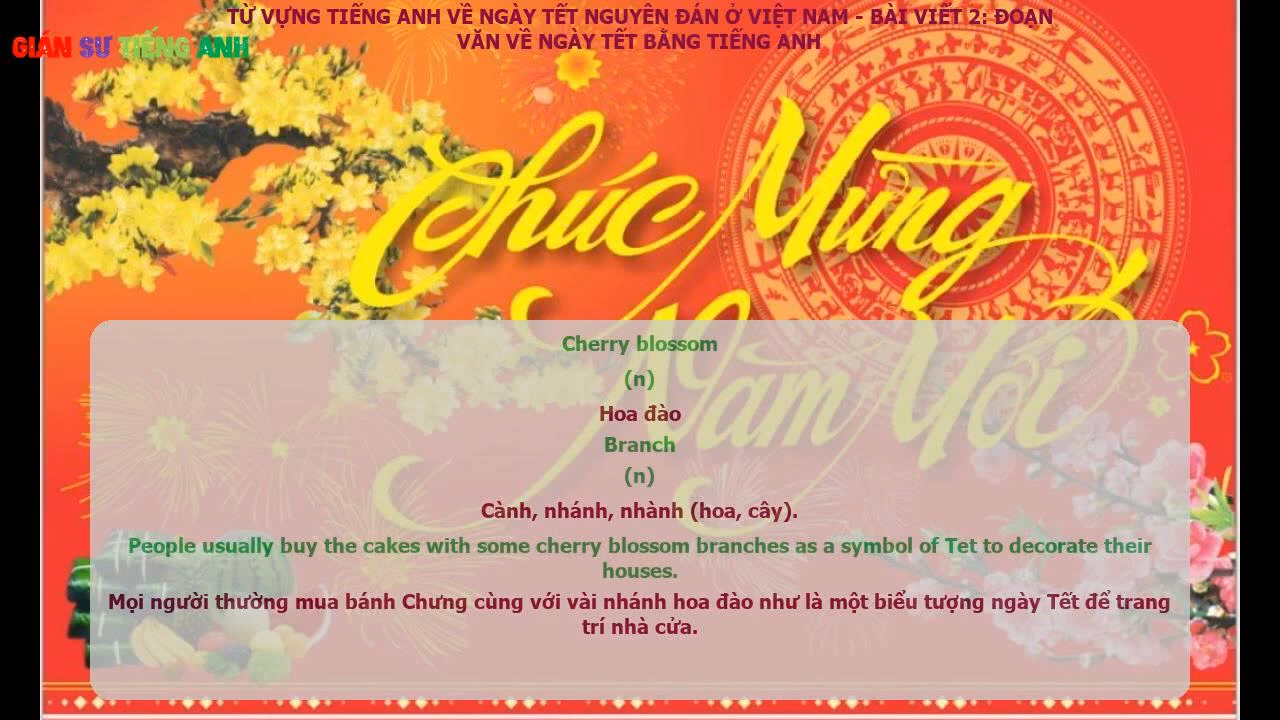 TỪ VỰNG TIẾNG ANH VỀ NGÀY TẾT NGUYÊN ĐÁN Ở VIỆT NAM - BÀI VIẾT 2: ĐOẠN
VĂN VỀ NGÀY TẾT BẰNG TIẾNG ANH
GIÁN SƯ TIẾNG ANH
Chúc Mừng
Năm Mới
Cherry blossom
(n)
Hoa đào
Branch
(n)
Cành, nhánh, nhành (hoa, cây).
People usually buy the cakes with some cherry blossom branches as a symbol of Tet to decorate their
houses.
Mọi người thường mua bánh Chưng cùng với vài nhánh hoa đào như là một biểu tượng ngày Tết để trang
trí nhà cửa.